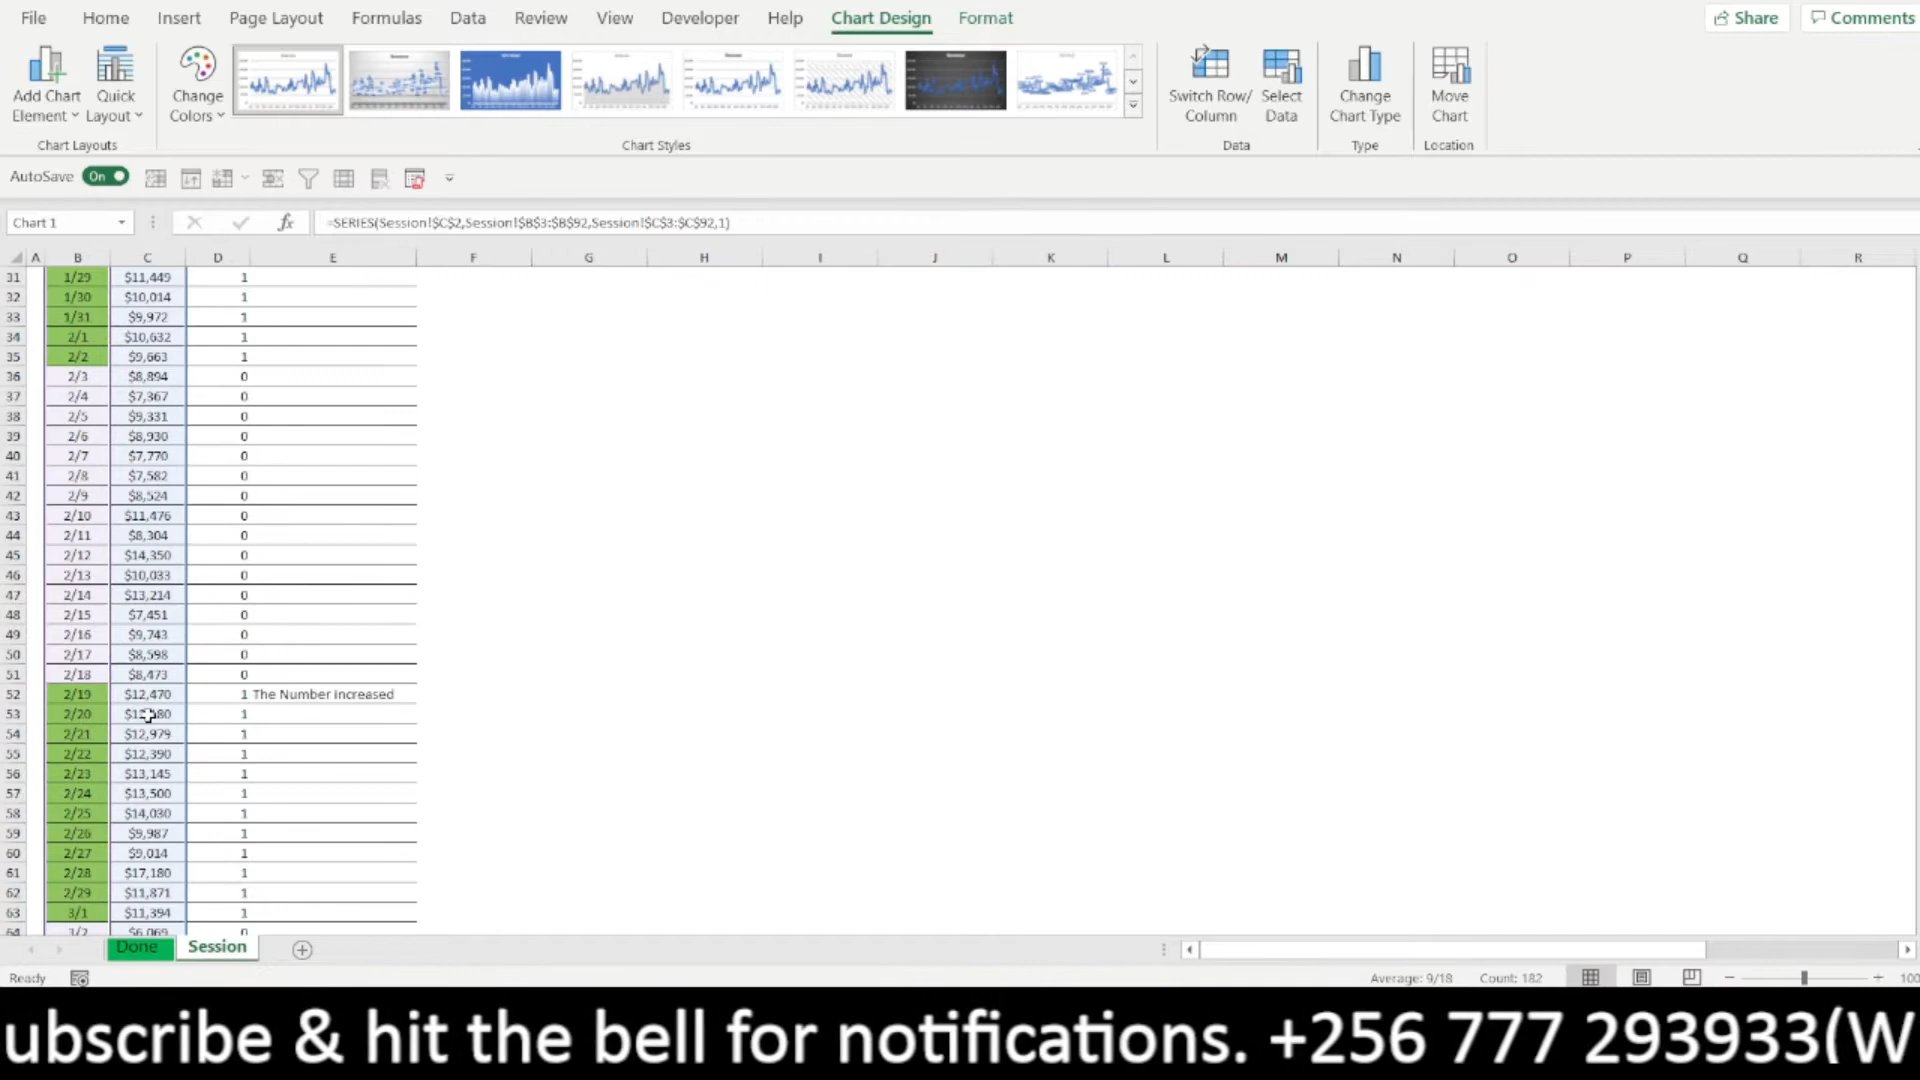 File Home Insert Page Layout Formulas Data Review View Developer Help Chart Design Format Share Comments
Add Chart Element Quick Layout Change Colors Switch Row/ Column Select Data Change Chart Type Move Chart
Chart Layouts Chart Styles Data Type Location
AutoSave On
Chart 1 fx =SERIES(Session!$C$2,Session!$B$3:$B$92,Session!$C$3:$C$92,1)
A B C D E F G H I J K L M N O P Q R
31 1/29 $11,449 1
32 1/30 $10,014 1
33 1/31 $9,972 1
34 2/1 $10,632 1
35 2/2 $9,663 1
36 2/3 $8,894 0
37 2/4 $7,367 0
38 2/5 $9,331 0
39 2/6 $8,930 0
40 2/7 $7,770 0
41 2/8 $7,582 0
42 2/9 $8,524 0
43 2/10 $11,476 0
44 2/11 $8,304 0
45 2/12 $14,350 0
46 2/13 $10,033 0
47 2/14 $13,214 0
48 2/15 $7,451 0
49 2/16 $9,743 0
50 2/17 $8,598 0
51 2/18 $8,473 0
52 2/19 $12,470 1 The Number Increased
53 2/20 1
54 2/21 $12,979 1
55 2/22 $12,390 1
56 2/23 $13,145 1
57 2/24 $13,500 1
58 2/25 $14,030 1
59 2/26 $9,987 1
60 2/27 $9,014 1
61 2/28 $17,180 1
62 2/29 $11,871 1
63 3/1 $11,394 1
64 3/2 $6,069 0
Done Session
Ready Average: 9/18 Count: 182 100
ubscribe & hit the bell for notifications. +256 777 293933(W